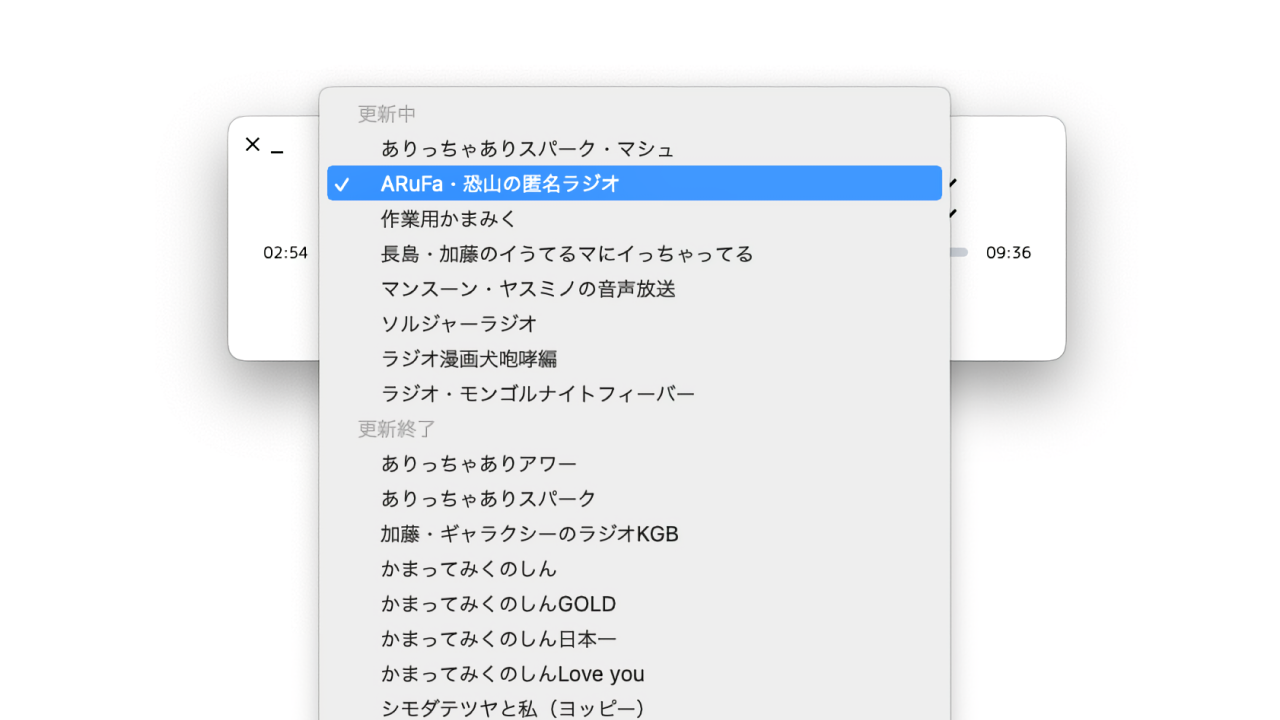 更新中
ありっちゃありスパーク・マシュ
ARuFa・恐山の匿名ラジオ
作業用かまみく
長島・加藤のイうてるマにイっちゃってる
02:54
09:36
マンスーン・ヤスミノの音声放送
ソルジャーラジオ
ラジオ漫画犬咆哮編
ラジオ・モンゴルナイトフィーバー
更新終了
ありっちゃありアワー
ありっちゃありスパーク
加藤・ギャラクシーのラジオKGB
かまってみくのしん
かまってみくのしんGOLD
かまってみくのしん日本一
かまってみくのしんLove you
シモダテツヤと私（ヨッピー）